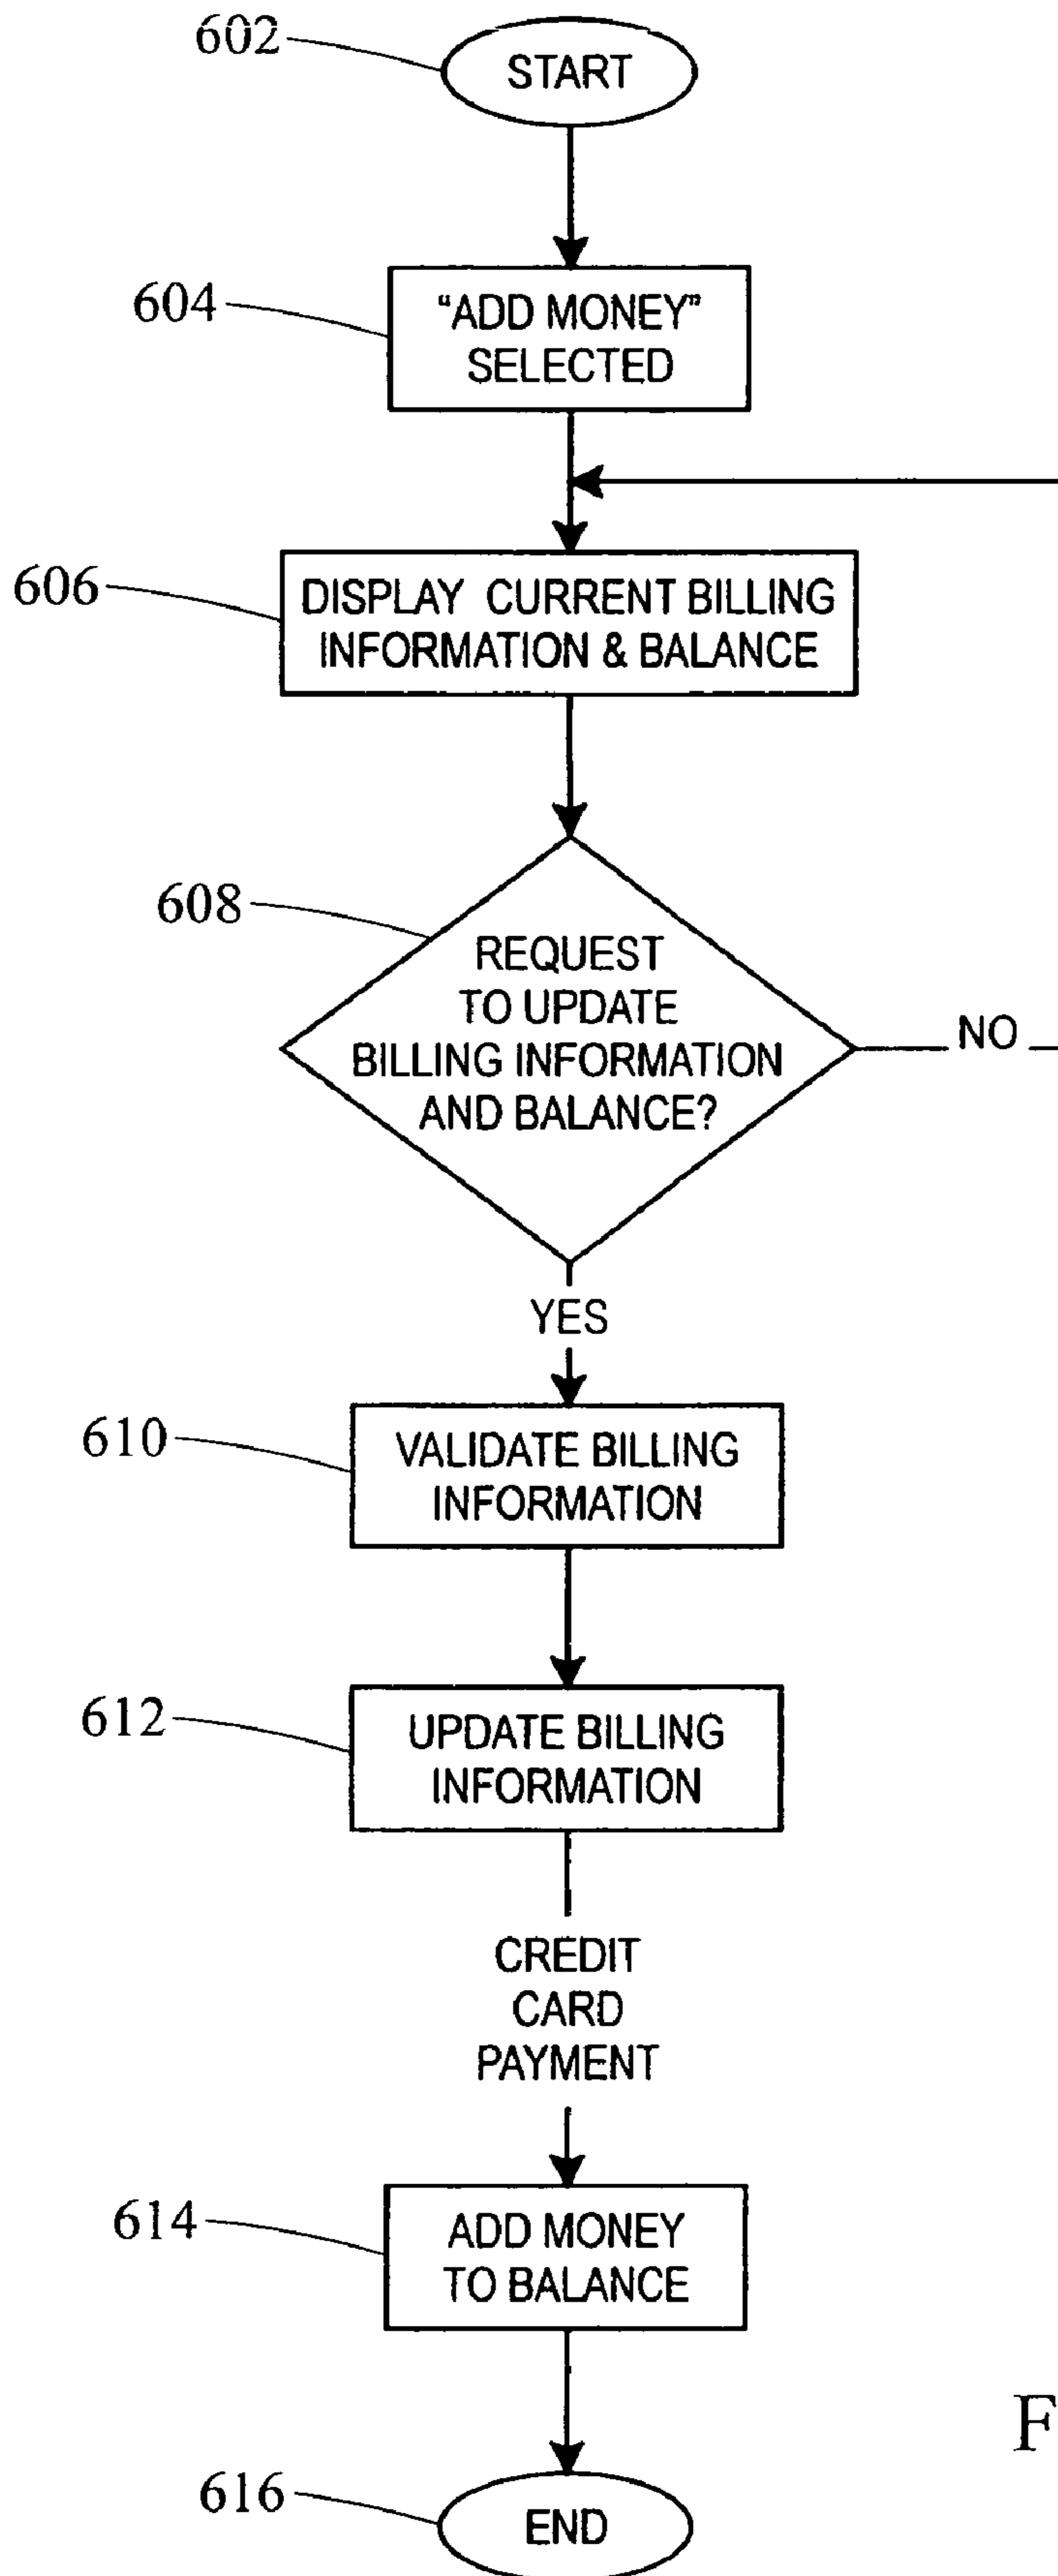 602
START
604
“ADD MONEY”
SELECTED
606
DISPLAY CURRENT BILLING
INFORMATION & BALANCE
608
REQUEST
TO UPDATE
BILLING INFORMATION
AND BALANCE?
NO
YES
610
VALIDATE BILLING
INFORMATION
612
UPDATE BILLING
INFORMATION
CREDIT
CARD
PAYMENT
614
ADD MONEY
TO BALANCE
F
616
END